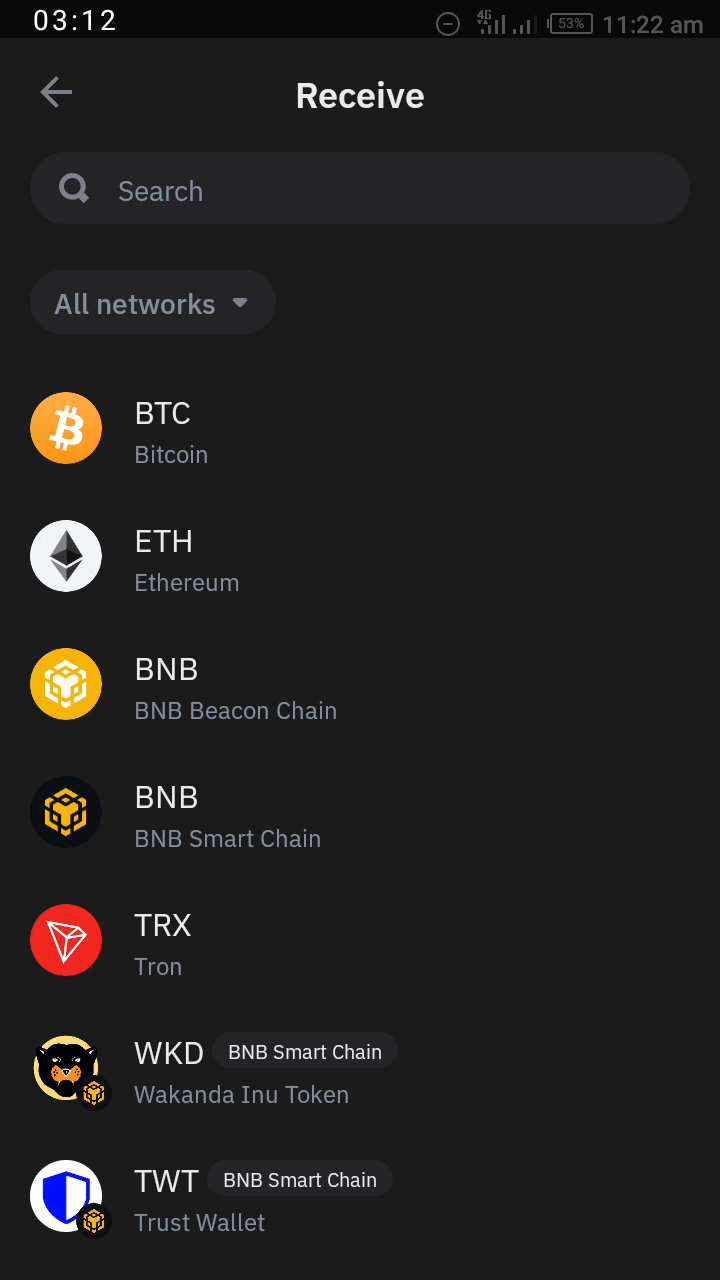 03:12
4G 53% 11:22 am
Receive
Search
All networks
BTC
Bitcoin
ETH
Ethereum
BNB
BNB Beacon Chain
BNB
BNB Smart Chain
TRX
Tron
WKD BNB Smart Chain
Wakanda Inu Token
TWT BNB Smart Chain
Trust Wallet